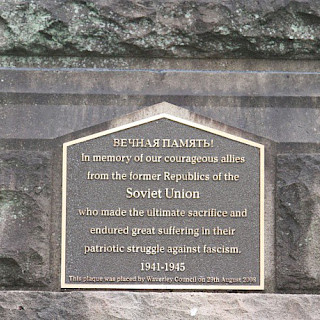 ВЕЧНАЯ ПАМЯТЬ!
In memory of our courageous allies
from the former Republics of the
Soviet Union
who made the ultimate sacrifice and
endured great suffering in their
patriotic struggle against fascism.
1941-1945
This plaque was placed by Waverley Council on 29th August 2008